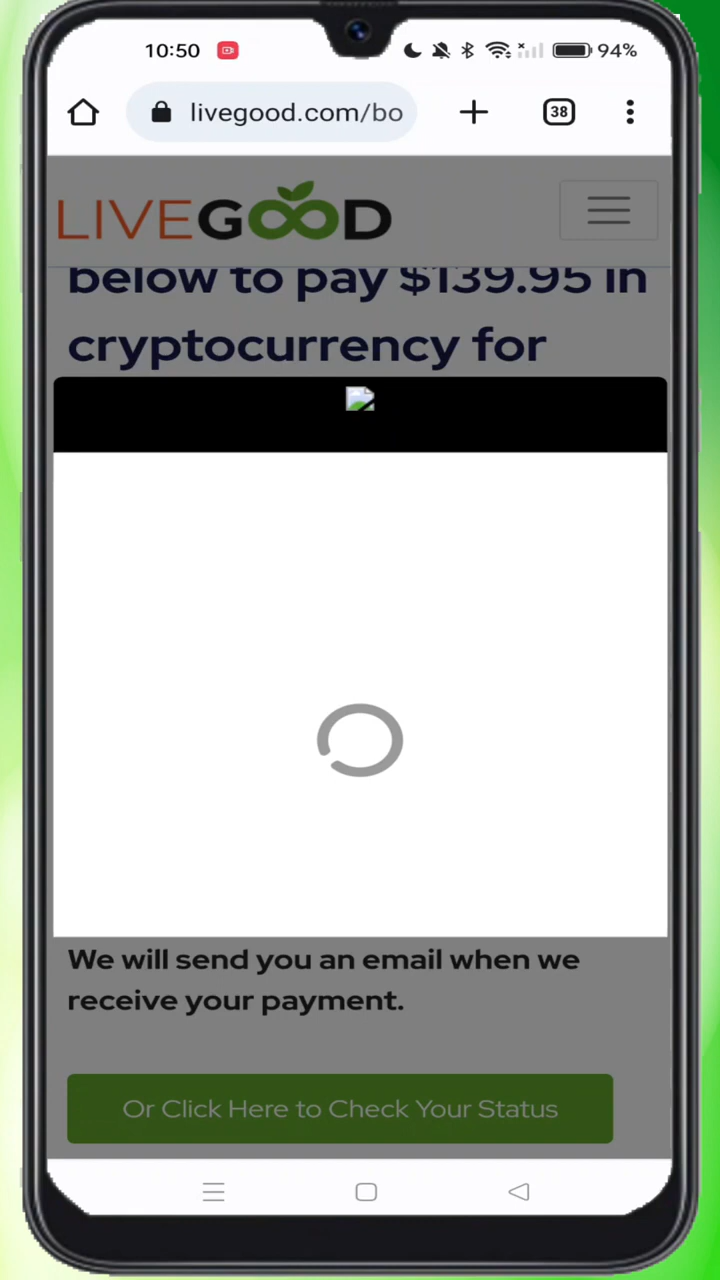 10:50
94%
livegood.com/bo
38
LIVEGOOD
below to pay $139.95 in
cryptocurrency for
We will send you an email when we
receive your payment.
Or Click Here to Check Your Status